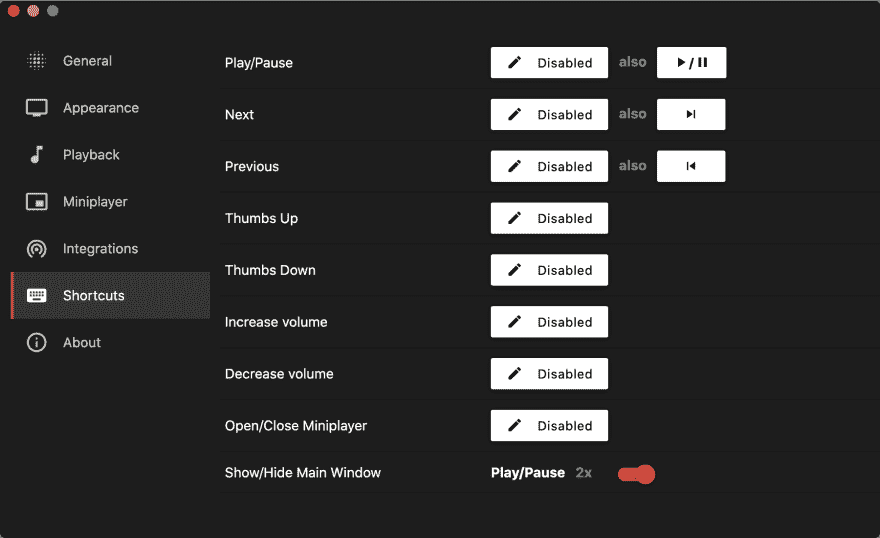 General
Appearance
Playback
Miniplayer
Integrations
Shortcuts
About
Play/Pause Disabled also /
Next Disabled also
Previous Disabled also
Thumbs Up Disabled
Thumbs Down Disabled
Increase volume Disabled
Decrease volume Disabled
Open/Close Miniplayer Disabled
Show/Hide Main Window Play/Pause 2x